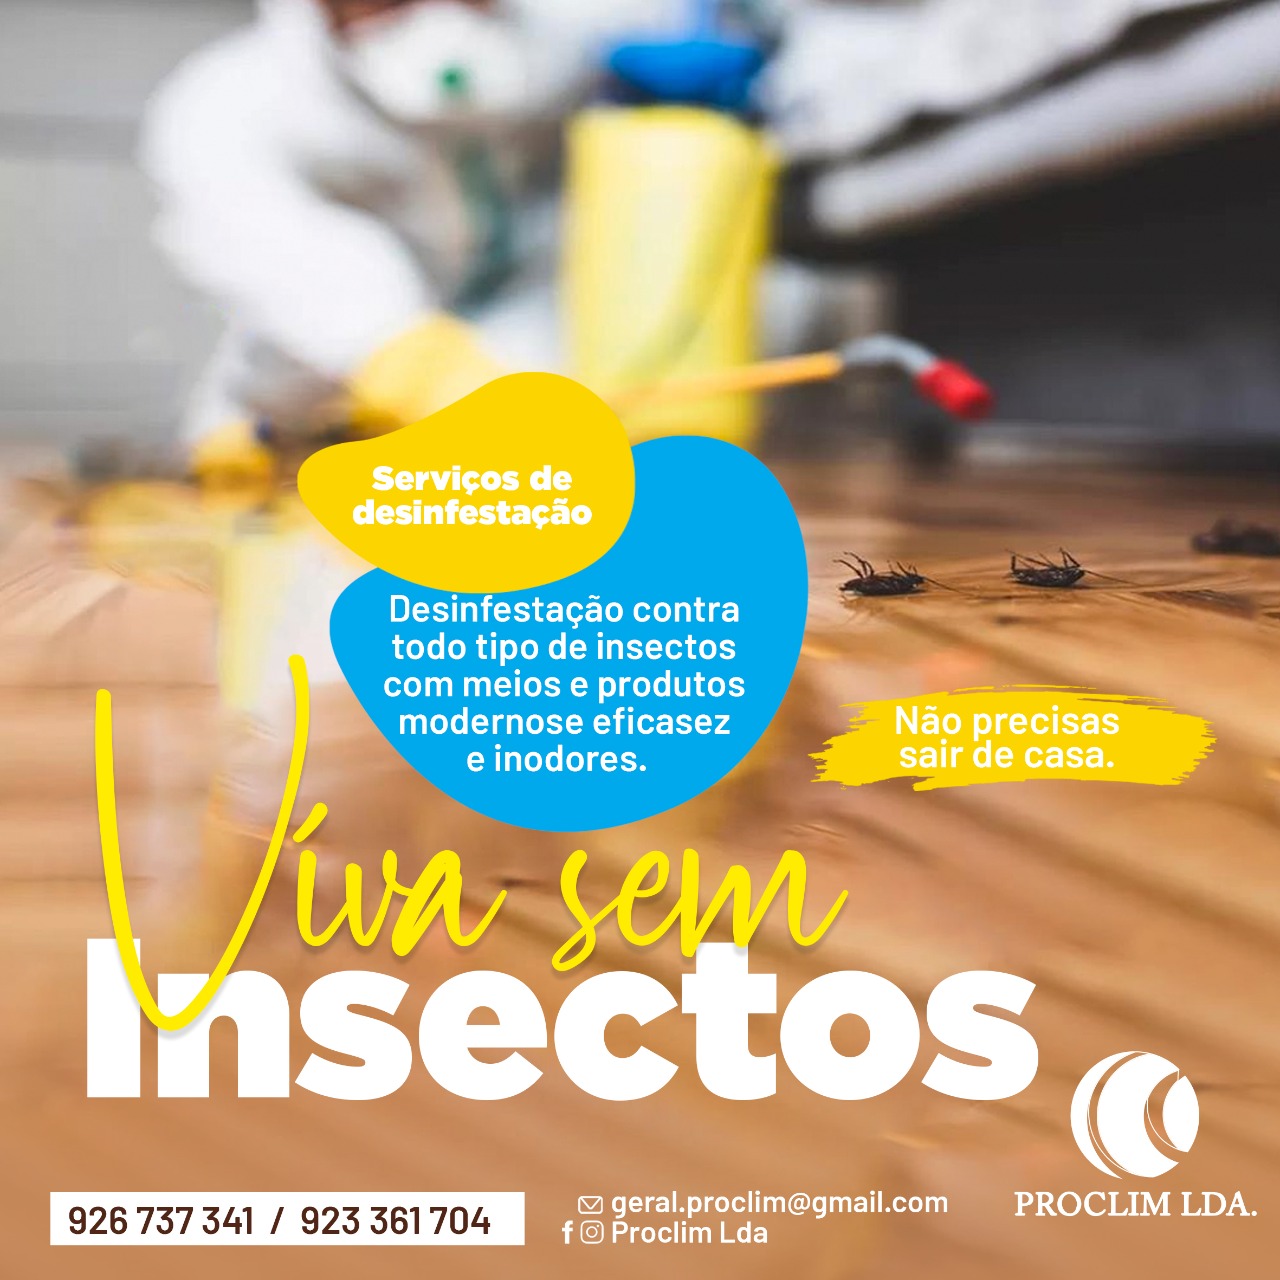 Serviços de
desinfestação
Desinfestação contra
todo tipo de insectos
com meios e produtos
modernose eficasez
e inodores.
Não precisas
sair de casa.
Víva sem
Insectos
926 737 341 / 923 361 704
geral.proclim@gmail.com
Proclim Lda
PROCLIM LDA.